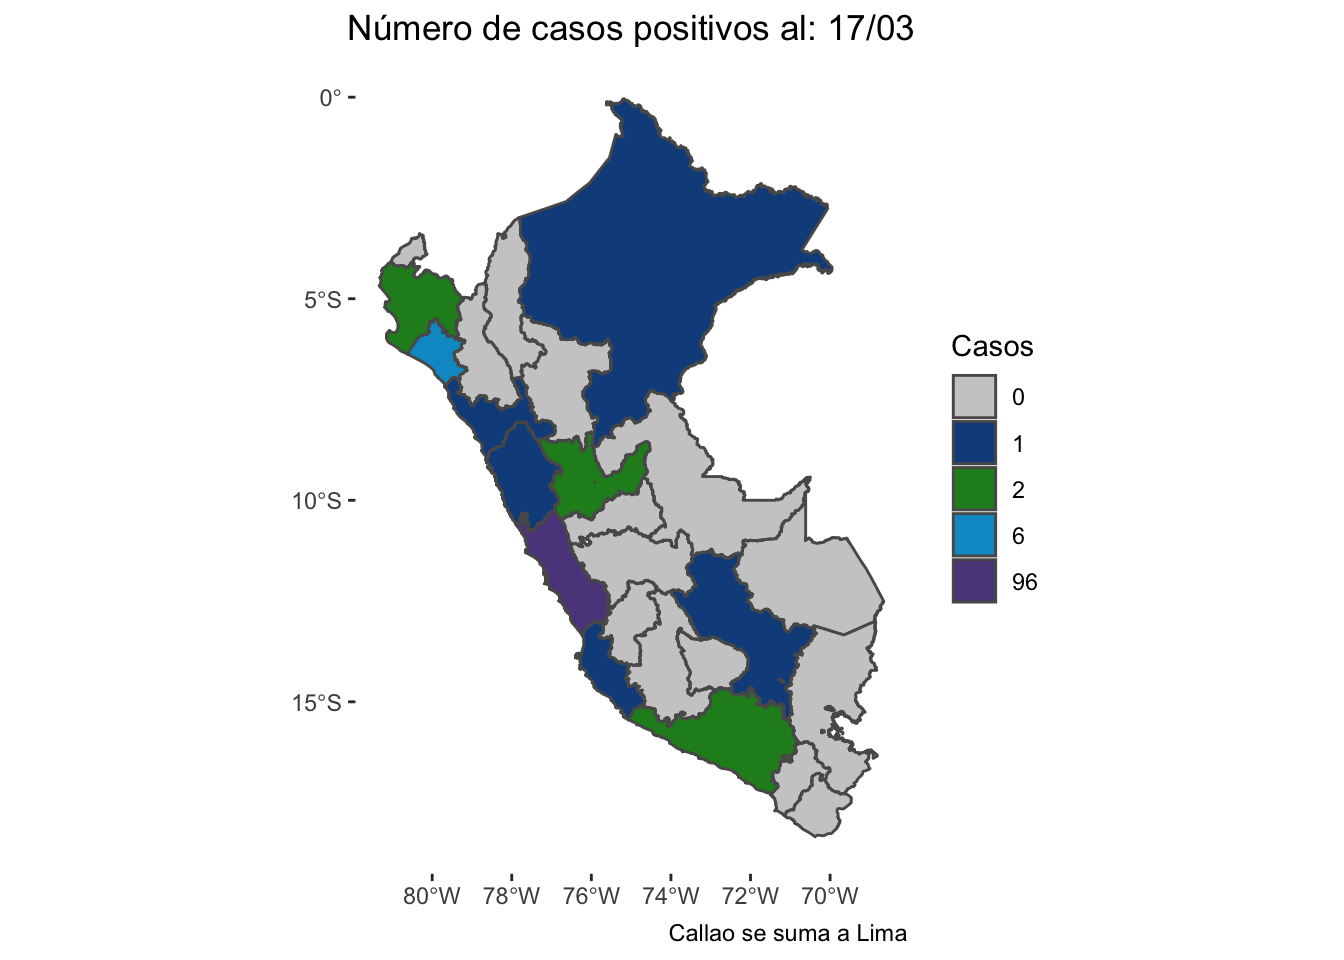 Número de casos positivos al: 17/03
0°
5°S
10°S
15°S
Casos
0
1
2
6
96
80°W 78°W 76°W 74°W 72°W 70°W
Callao se suma a Lima